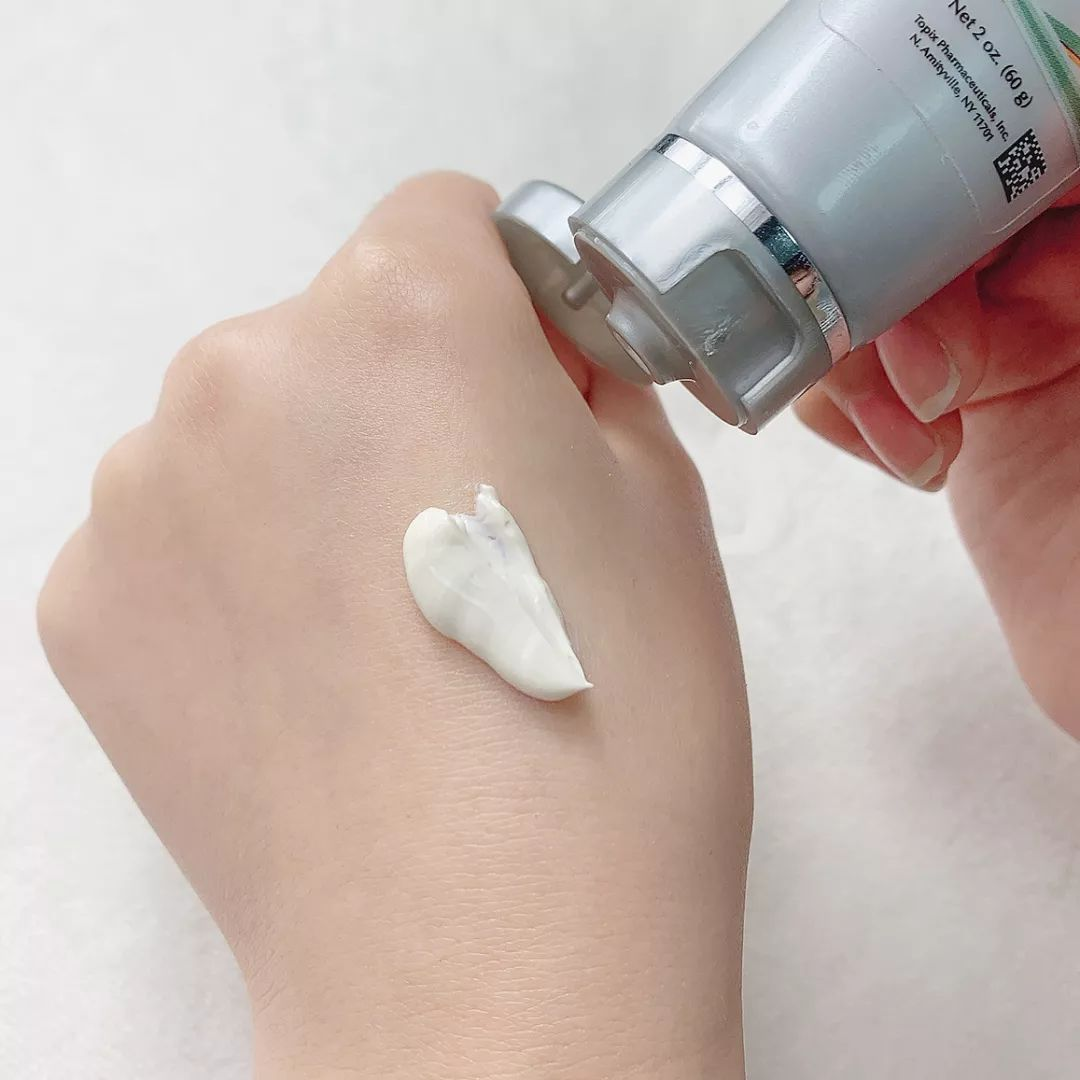 Net 2 oz. (60 g)
Topix Pharmaceuticals, Inc.
N. Amityville, NY 11701